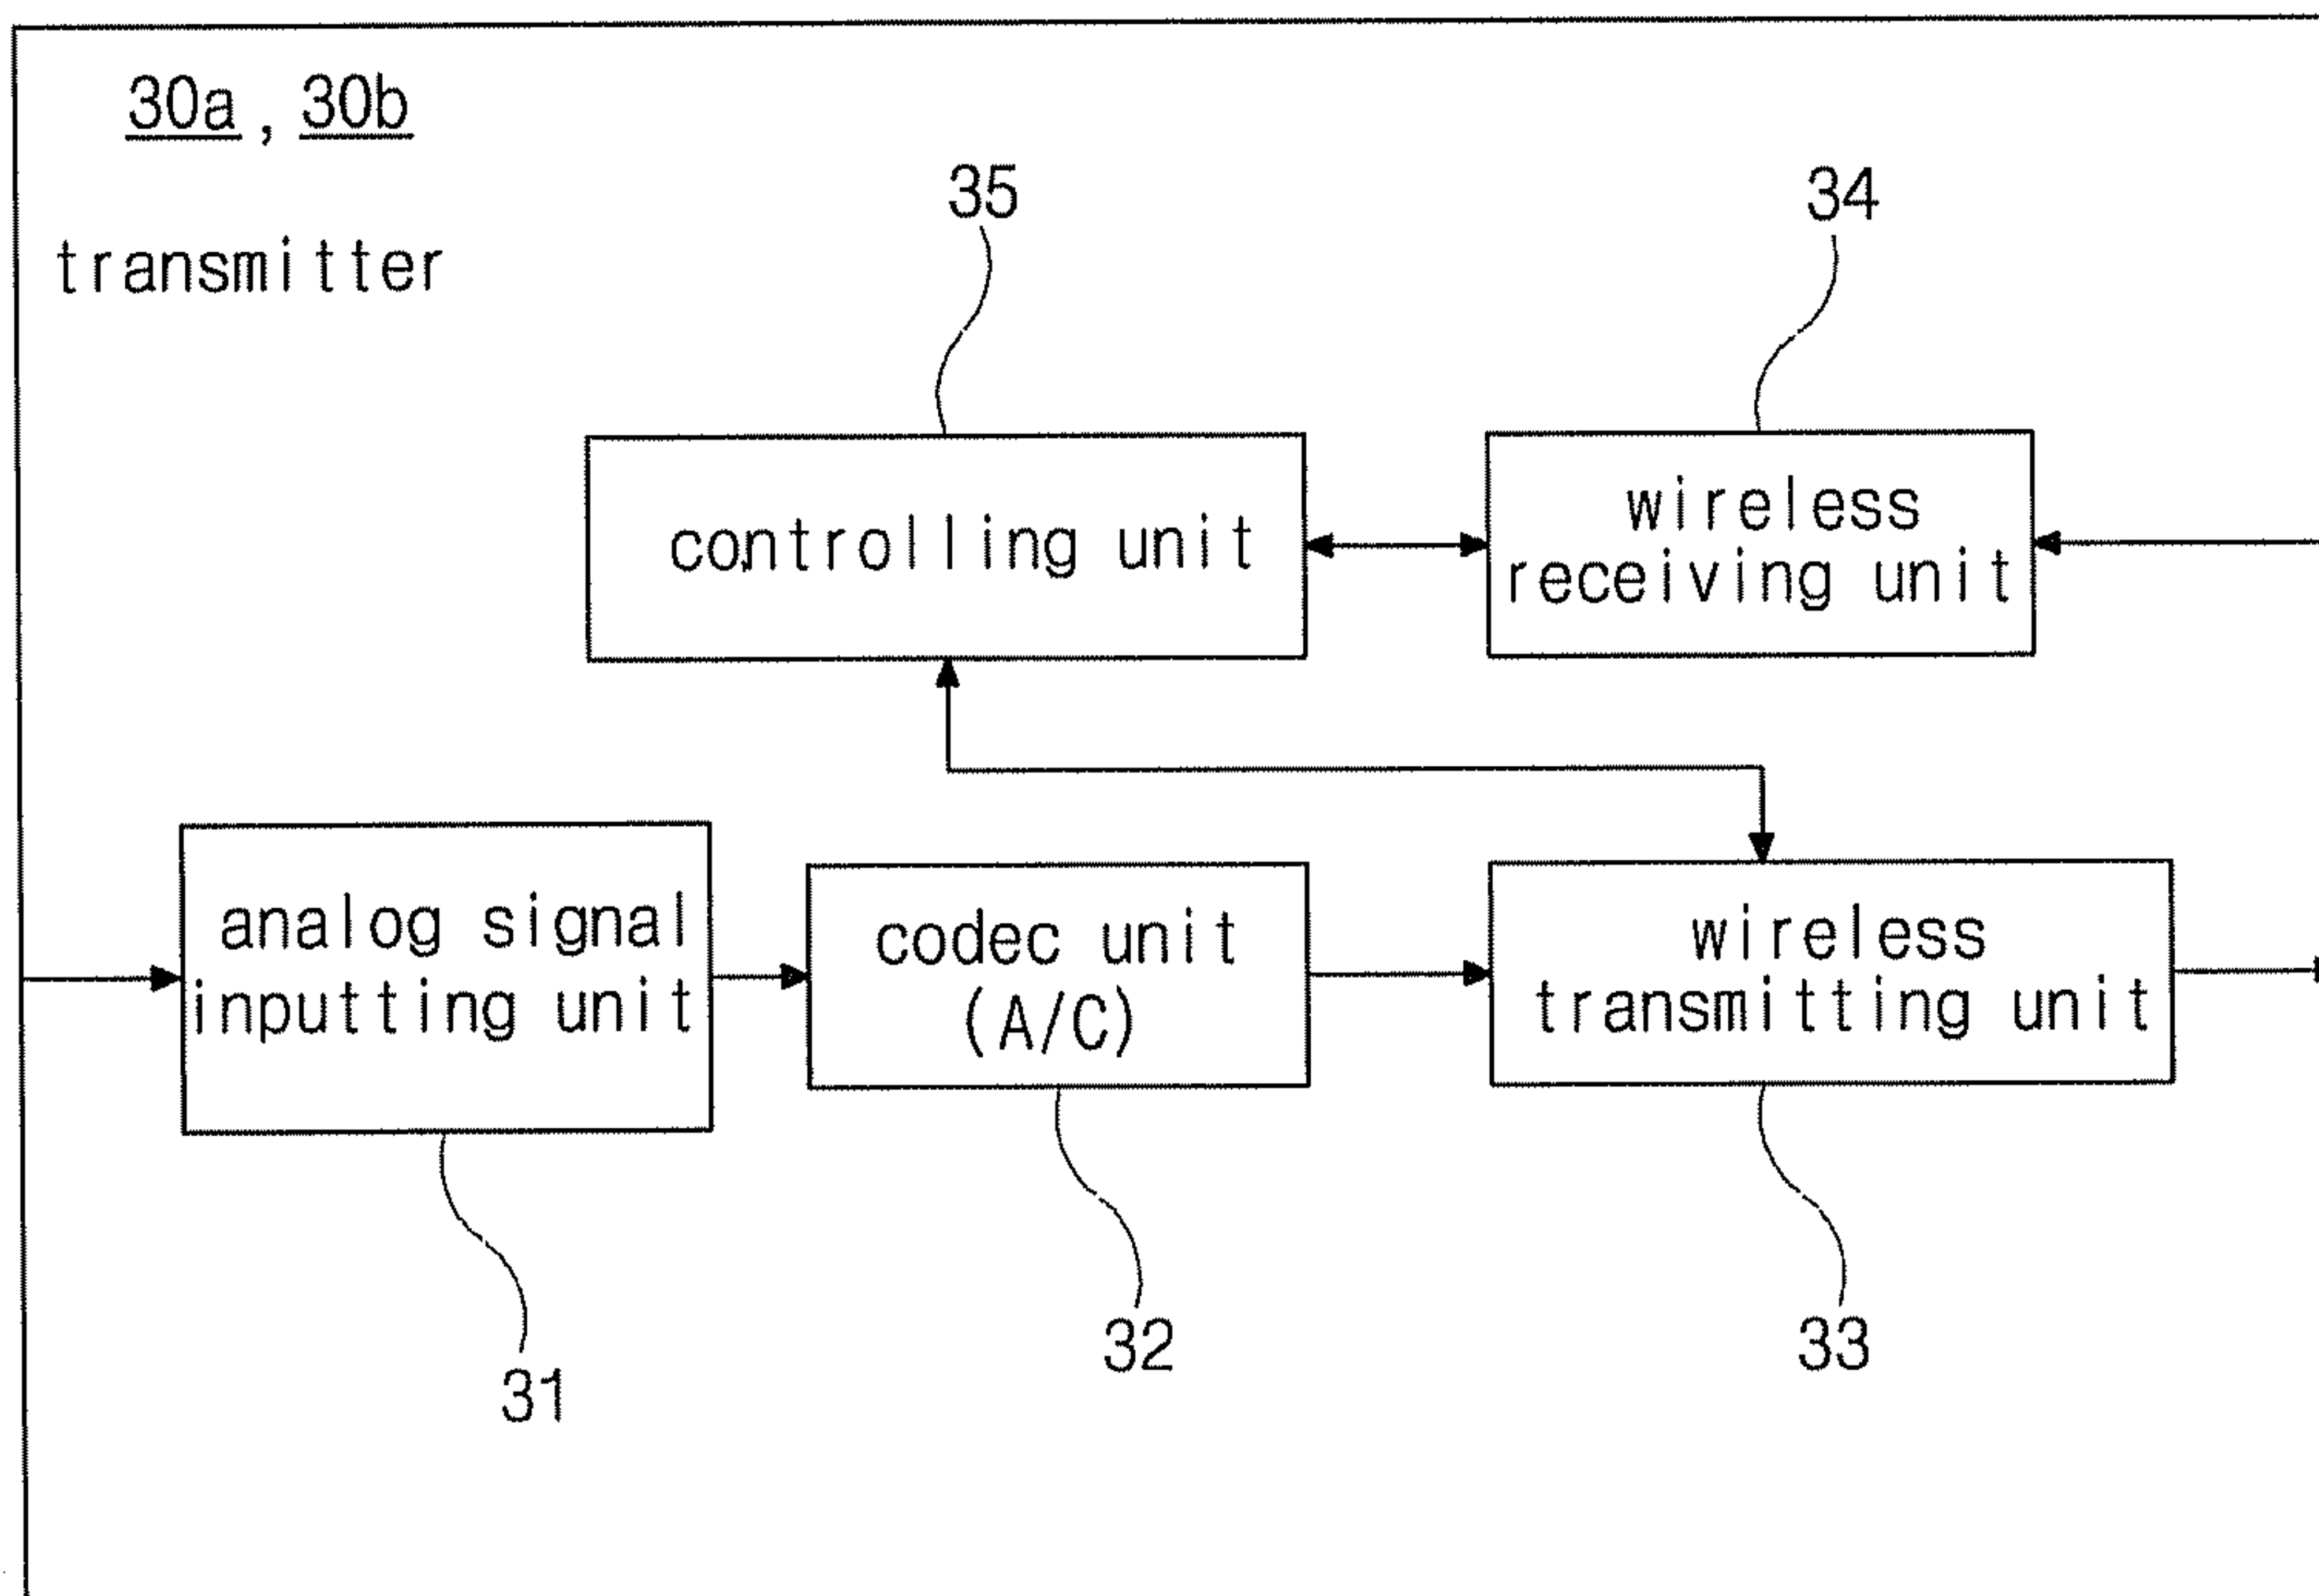 30a, 30b
transmitter
35
34
controlling unit
wireless
receiving unit
analog signal
inputting unit
codec unit
(A/C)
wireless
transmitting unit
31
32
33